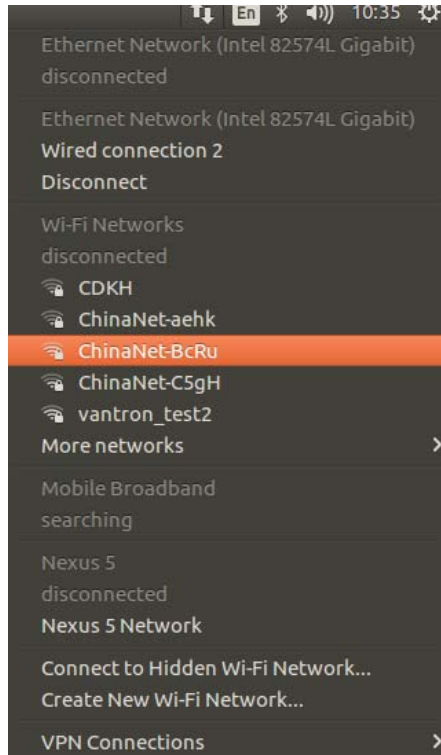 En 10:35
Ethernet Network (Intel 82574L Gigabit)
disconnected
Ethernet Network (Intel 82574L Gigabit)
Wired connection 2
Disconnect
Wi-Fi Networks
disconnected
CDKH
ChinaNet-aehk
ChinaNet-BcRu
ChinaNet-C5gH
vantron_test2
More networks
Mobile Broadband
searching
Nexus 5
disconnected
Nexus 5 Network
Connect to Hidden Wi-Fi Network...
Create New Wi-Fi Network...
VPN Connections